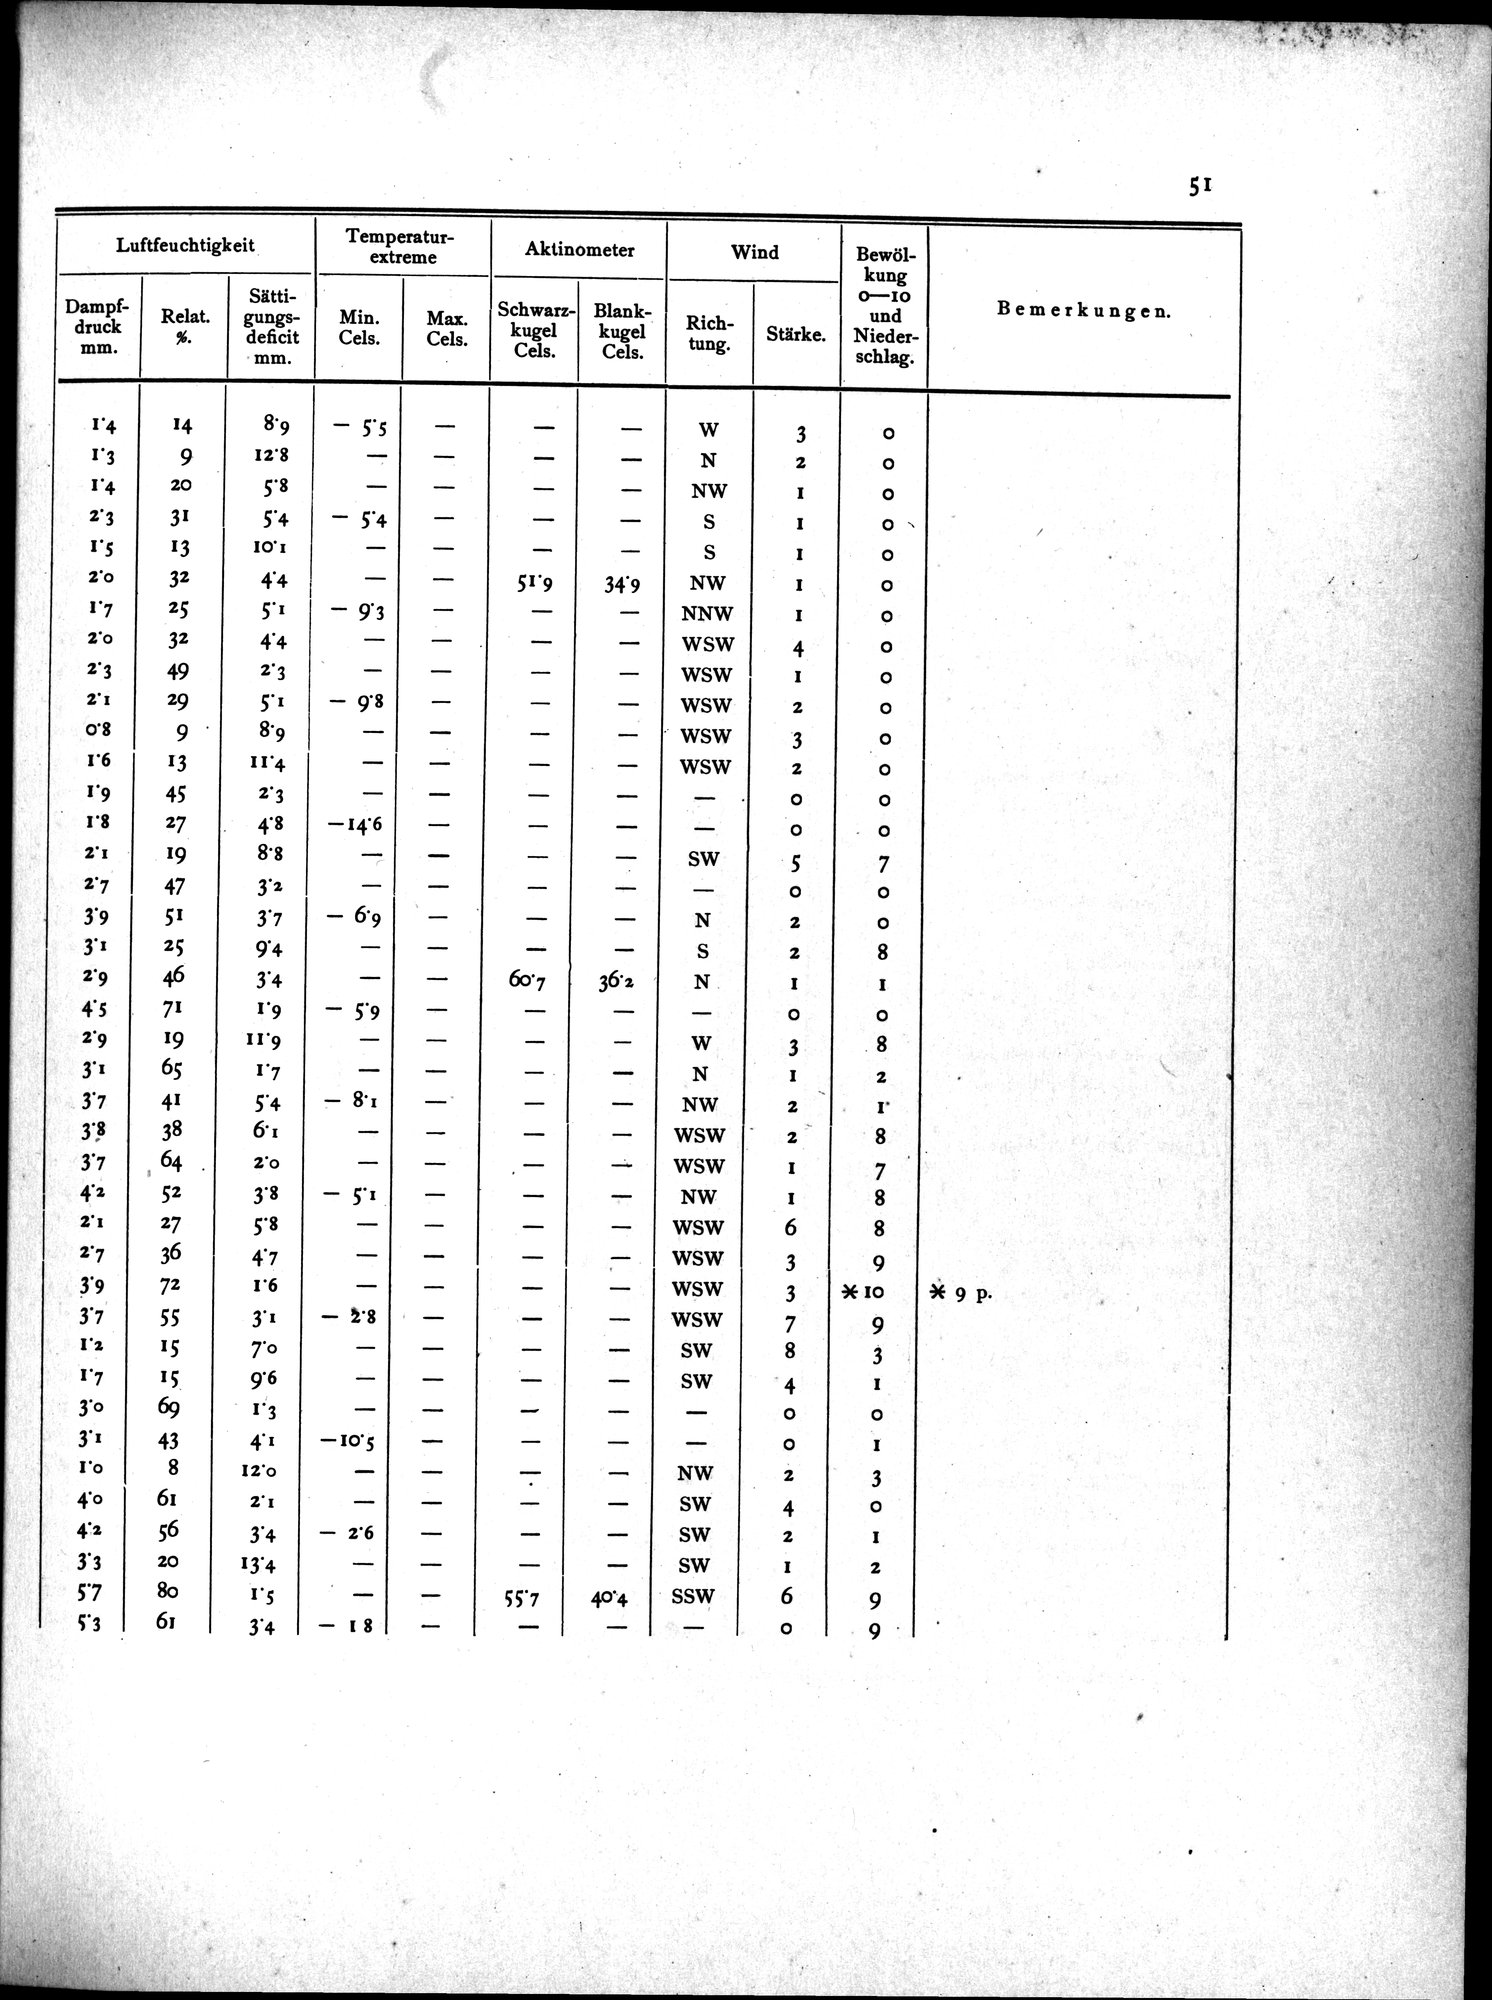 51
Luftfeuchtigkeit | Temperatur-extreme | Aktinometer | Wind | Bewöl-kung 0—10 und Nieder-schlag. | Bemerkungen.
Dampf-druck mm. | Relat. %. | Sätti-gungs-deficit mm. | Min. Cels. | Max. Cels. | Schwarz-kugel Cels. | Blank-kugel Cels. | Rich-tung. | Stärke.
1·4 | 14 | 8·9 | — 5·5 | — | — | — | W | 3 | 0
1·3 | 9 | 12·8 | — | — | — | — | N | 2 | 0
1·4 | 20 | 5·8 | — | — | — | — | NW | 1 | 0
2·3 | 31 | 5·4 | — 5·4 | — | — | — | S | 1 | 0
1·5 | 13 | 10·1 | — | — | — | — | S | 1 | 0
2·0 | 32 | 4·4 | — | — | 51·9 | 34·9 | NW | 1 | 0
1·7 | 25 | 5·1 | — 9·3 | — | — | — | NNW | 1 | 0
2·0 | 32 | 4·4 | — | — | — | — | WSW | 4 | 0
2·3 | 49 | 2·3 | — | — | — | — | WSW | 1 | 0
2·1 | 29 | 5·1 | — 9·8 | — | — | — | WSW | 2 | 0
0·8 | 9 | 8·9 | — | — | — | — | WSW | 3 | 0
1·6 | 13 | 11·4 | — | — | — | — | WSW | 2 | 0
1·9 | 45 | 2·3 | — | — | — | — | — | 0 | 0
1·8 | 27 | 4·8 | —14·6 | — | — | — | — | 0 | 0
2·1 | 19 | 8·8 | — | — | — | — | SW | 5 | 7
2·7 | 47 | 3·2 | — | — | — | — | — | 0 | 0
3·9 | 51 | 3·7 | — 6·9 | — | — | — | N | 2 | 0
3·1 | 25 | 9·4 | — | — | — | — | S | 2 | 8
2·9 | 46 | 3·4 | — | — | 60·7 | 36·2 | N | 1 | 1
4·5 | 71 | 1·9 | — 5·9 | — | — | — | — | 0 | 0
2·9 | 19 | 11·9 | — | — | — | — | W | 3 | 8
3·1 | 65 | 1·7 | — | — | — | — | N | 1 | 2
3·7 | 41 | 5·4 | — 8·1 | — | — | — | NW | 2 | 1
3·8 | 38 | 6·1 | — | — | — | — | WSW | 2 | 8
3·7 | 64 | 2·0 | — | — | — | — | WSW | 1 | 7
4·2 | 52 | 3·8 | — 5·1 | — | — | — | NW | 1 | 8
2·1 | 27 | 5·8 | — | — | — | — | WSW | 6 | 8
2·7 | 36 | 4·7 | — | — | — | — | WSW | 3 | 9
3·9 | 72 | 1·6 | — | — | — | — | WSW | 3 | ✶10 | ✶ 9 p.
3·7 | 55 | 3·1 | — 2·8 | — | — | — | WSW | 7 | 9
1·2 | 15 | 7·0 | — | — | — | — | SW | 8 | 3
1·7 | 15 | 9·6 | — | — | — | — | SW | 4 | 1
3·0 | 69 | 1·3 | — | — | — | — | — | 0 | 0
3·1 | 43 | 4·1 | —10·5 | — | — | — | — | 0 | 1
1·0 | 8 | 12·0 | — | — | — | — | NW | 2 | 3
4·0 | 61 | 2·1 | — | — | — | — | SW | 4 | 0
4·2 | 56 | 3·4 | — 2·6 | — | — | — | SW | 2 | 1
3·3 | 20 | 13·4 | — | — | — | — | SW | 1 | 2
5·7 | 80 | 1·5 | — | — | 55·7 | 40·4 | SSW | 6 | 9
5·3 | 61 | 3·4 | — 1 8 | — | — | — | — | 0 | 9